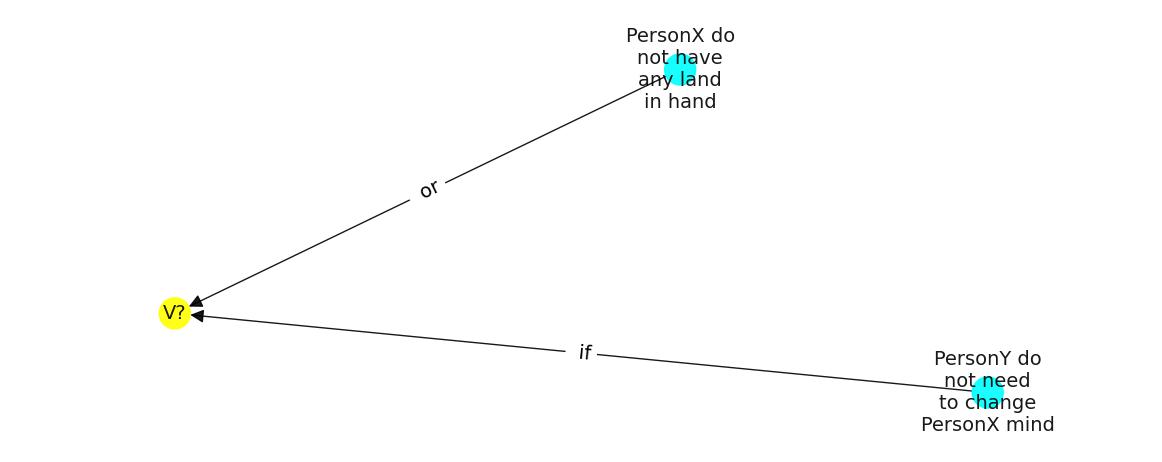 PersonX do
not have
any land
in hand
or
V?
if
PersonY do
not need
to change
PersonX mind